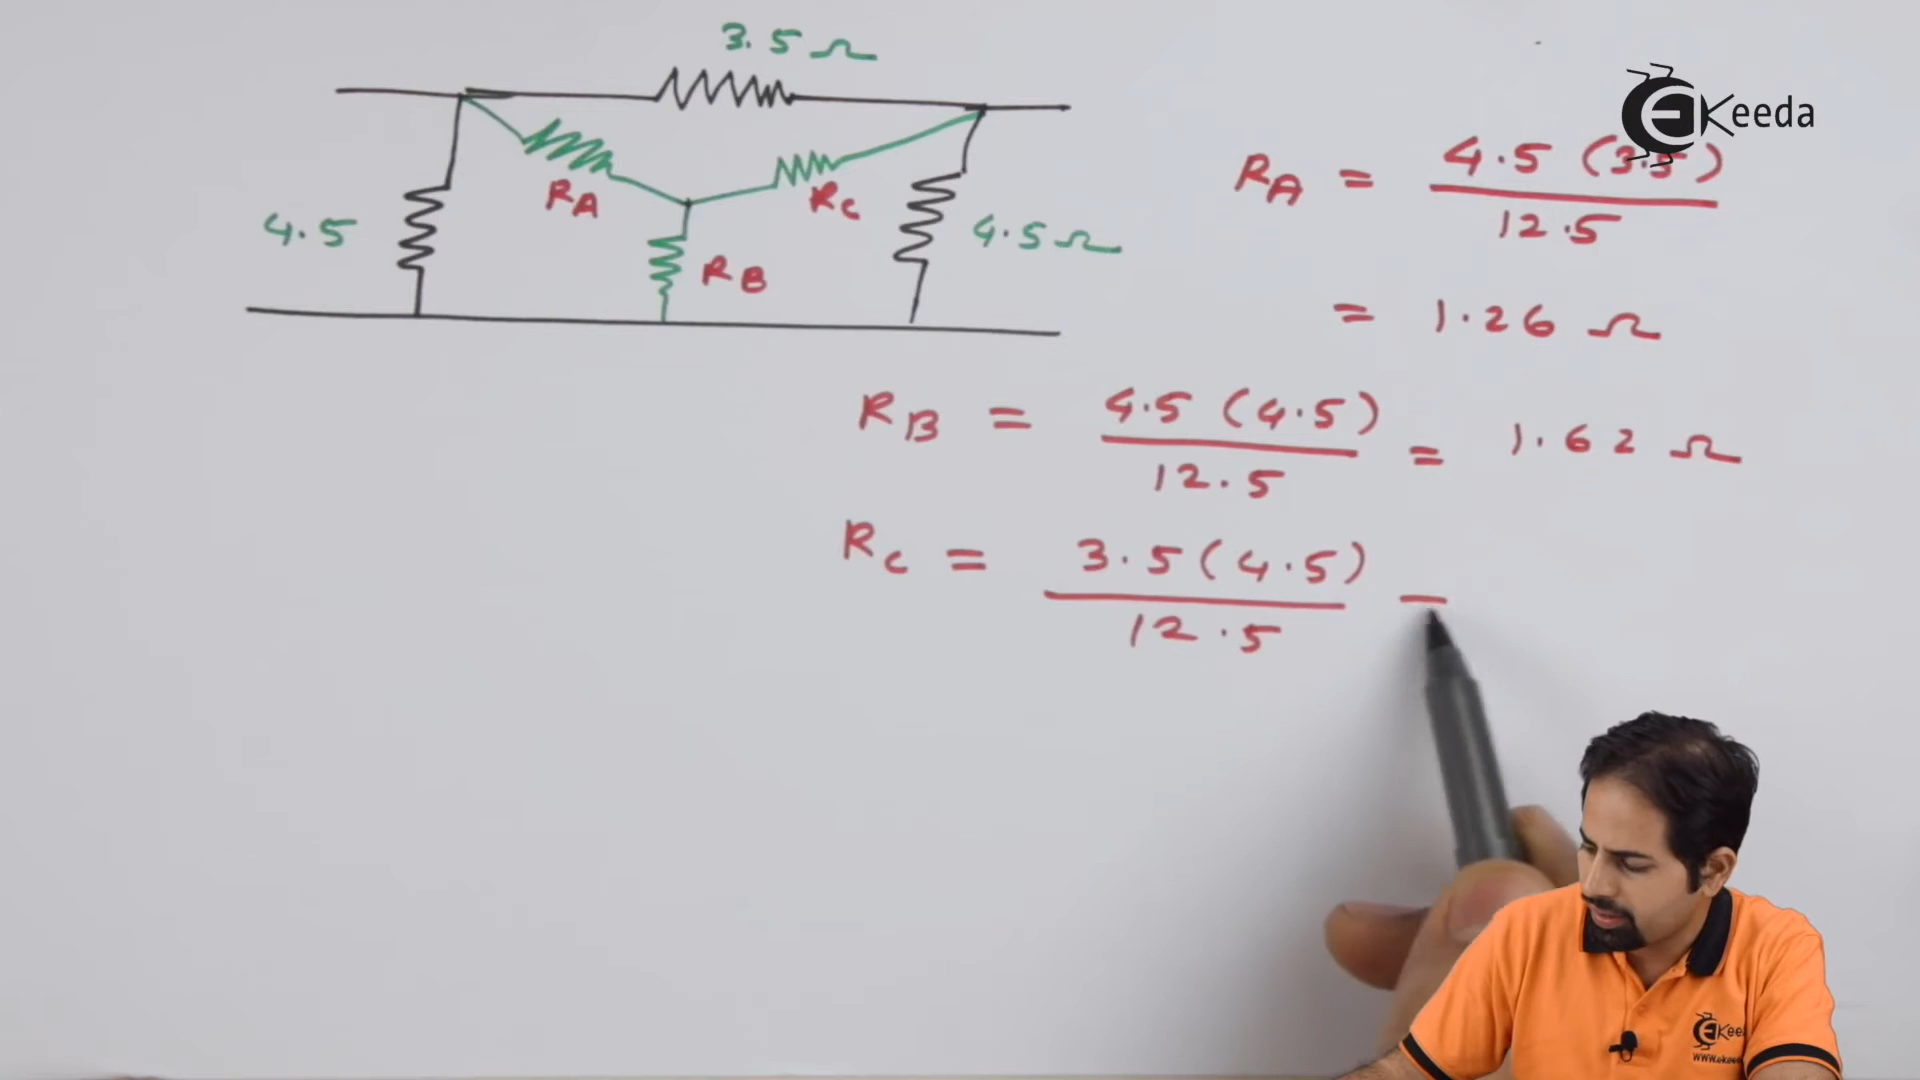 3.5 Ω
EKeeda
RA = 4.5 (3.5)
12.5
RA
RC
4.5
4.5 Ω
RB
= 1.26 Ω
RB = 4.5 (4.5) = 1.62 Ω
12.5
RC = 3.5 (4.5) =
12.5